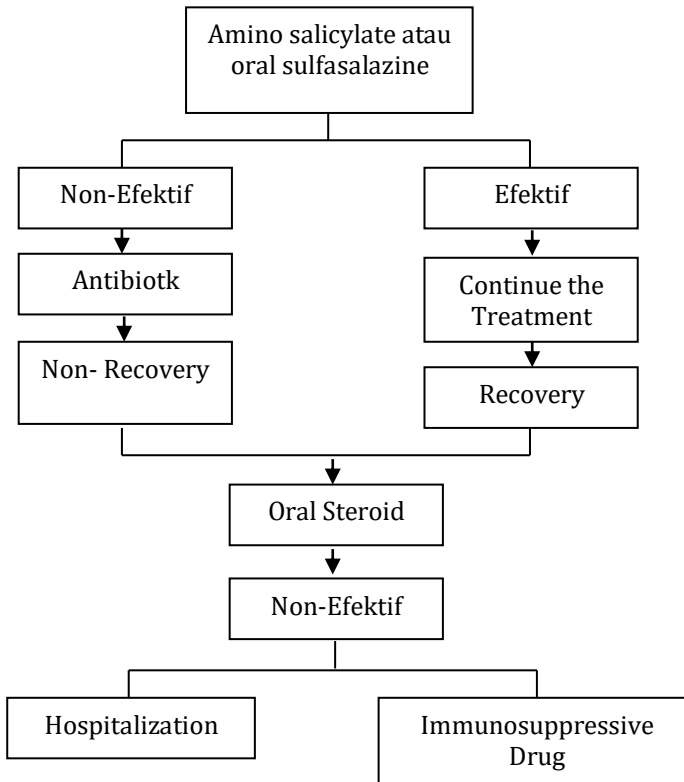 Amino salicylate atau
oral sulfasalazine
Non-Efektif
Efektif
Antibiotk
Continue the
Treatment
Non- Recovery
Recovery
Oral Steroid
Non-Efektif
Hospitalization
Immunosuppressive
Drug